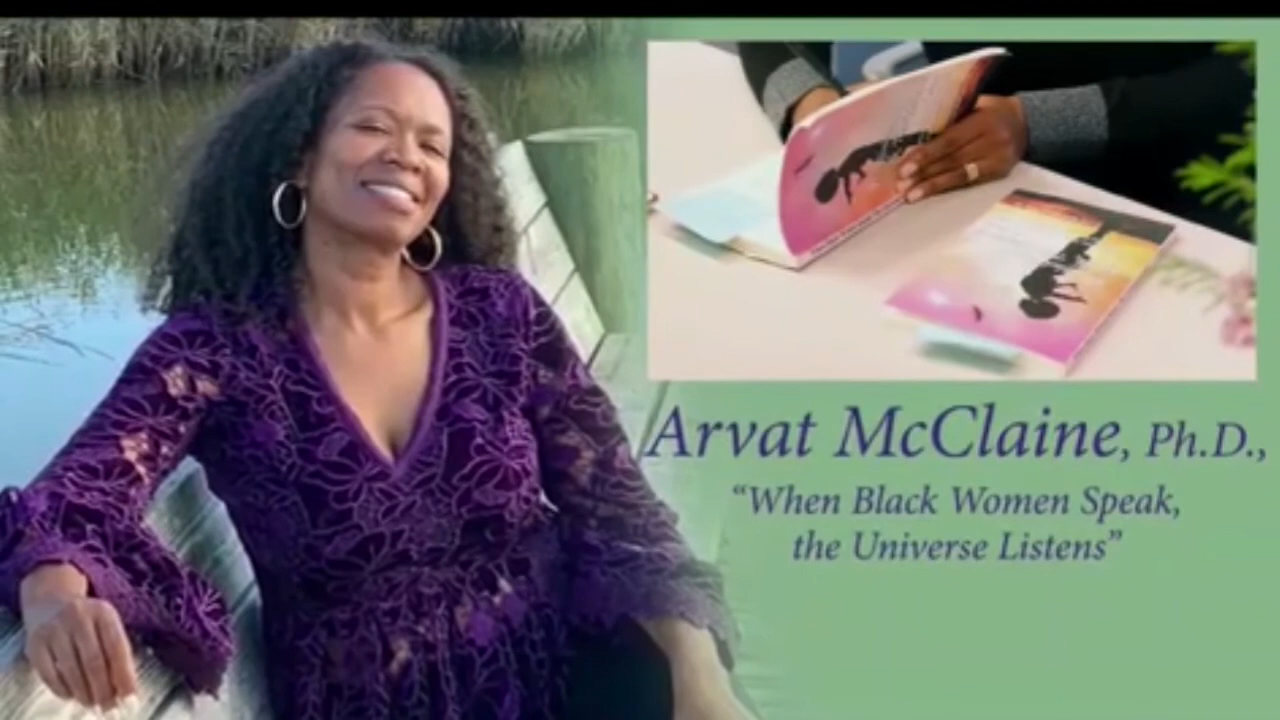 Arvat McClaine, Ph.D.,
“When Black Women Speak,
the Universe Listens”